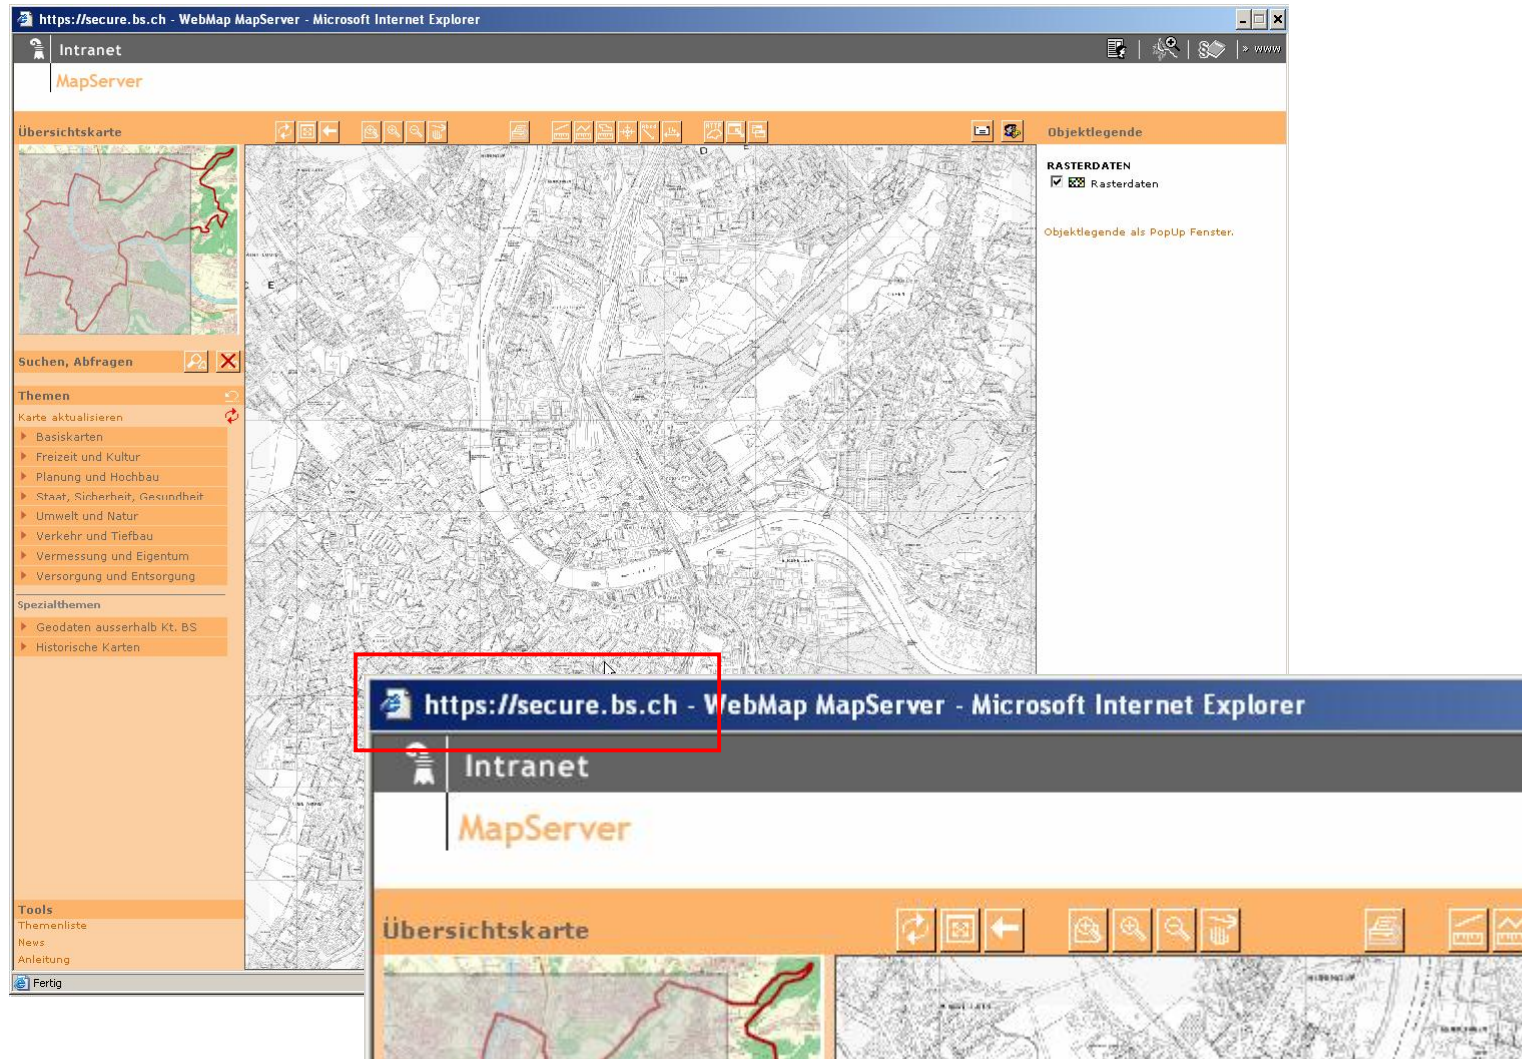 https://secure.bs.ch - WebMap MapServer - Microsoft Internet Explorer
Intranet
» www
MapServer
Übersichtskarte
Objektlegende
RASTERDATEN
Rasterdaten
Objektlegende als PopUp Fenster.
Suchen, Abfragen
Themen
Karte aktualisieren
Basiskarten
Freizeit und Kultur
Planung und Hochbau
Staat, Sicherheit, Gesundheit
Umwelt und Natur
Verkehr und Tiefbau
Vermessung und Eigentum
Versorgung und Entsorgung
Spezialthemen
Geodaten ausserhalb Kt. BS
Historische Karten
Tools
Themenliste
News
Anleitung
Fertig
https://secure.bs.ch - WebMap MapServer - Microsoft Internet Explorer
Intranet
MapServer
Übersichtskarte